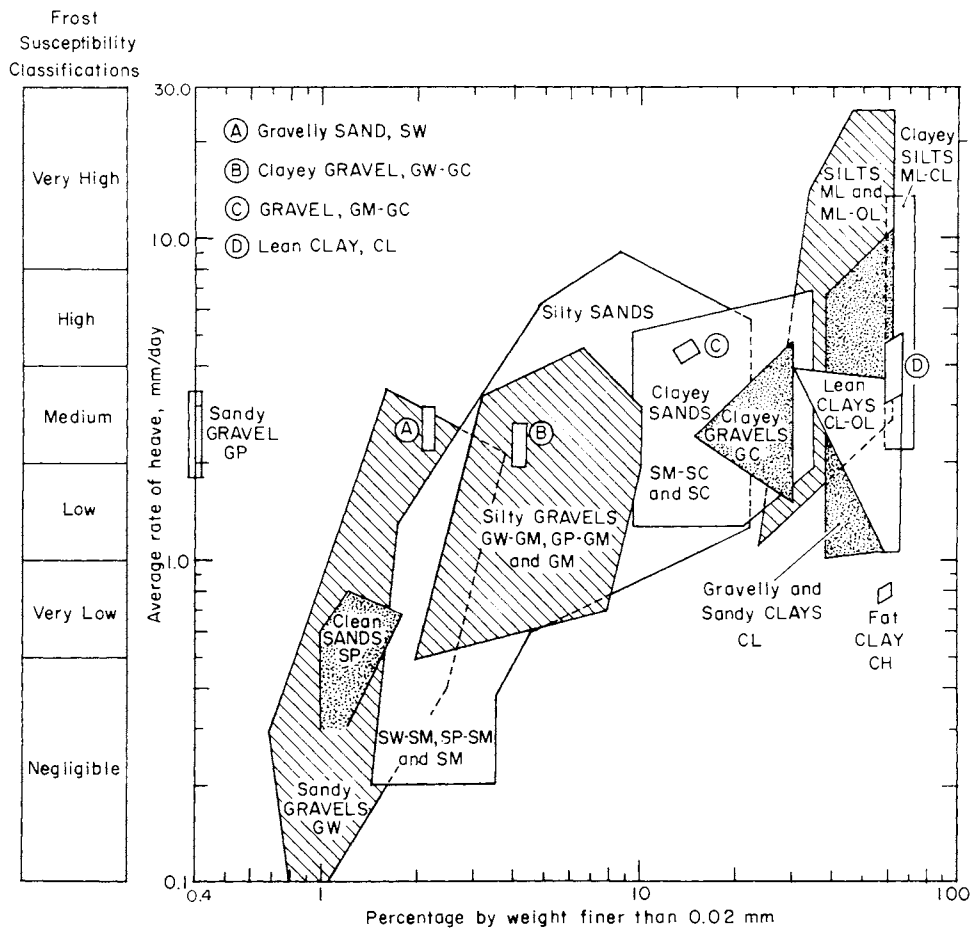 Frost
Susceptibility
Classifications
Very High
High
Medium
Low
Very Low
Negligible
Average rate of heave, mm/day
30.0
10.0
1.0
0.1
Ⓐ Gravelly SAND, SW
Ⓑ Clayey GRAVEL, GW-GC
Ⓒ GRAVEL, GM-GC
Ⓓ Lean CLAY, CL
Clayey
SILTS
ML-CL
SILTS
ML and
ML-OL
Silty SANDS
Ⓒ
Ⓓ
Sandy
GRAVEL
GP
Ⓐ
Ⓑ
Clayey
SANDS
SM-SC
and SC
Clayey
GRAVELS
GC
Lean
CLAYS
CL-OL
Silty GRAVELS
GW-GM, GP-GM
and GM
Clean
SANDS
SP
Gravelly and
Sandy CLAYS
CL
Fat
CLAY
CH
SW-SM, SP-SM
and SM
Sandy
GRAVELS
GW
0.4
1
10
100
Percentage by weight finer than 0.02 mm